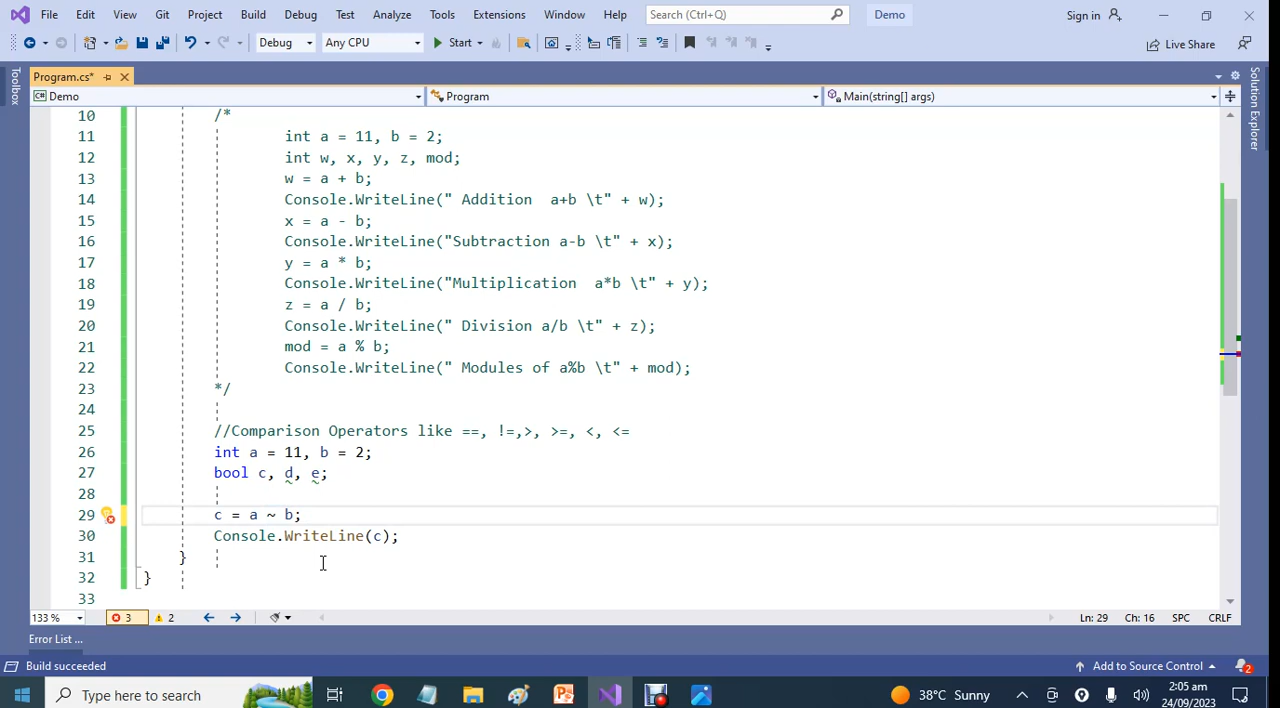 File Edit View Git Project Build Debug Test Analyze Tools Extensions Window Help Search (Ctrl+Q) Demo Sign in
Debug Any CPU Start Live Share
Toolbox
Program.cs*
Solution Explorer
Demo Program Main(string[] args)
10 /*
11 int a = 11, b = 2;
12 int w, x, y, z, mod;
13 w = a + b;
14 Console.WriteLine(" Addition  a+b \t" + w);
15 x = a - b;
16 Console.WriteLine("Subtraction a-b \t" + x);
17 y = a * b;
18 Console.WriteLine("Multiplication  a*b \t" + y);
19 z = a / b;
20 Console.WriteLine(" Division a/b \t" + z);
21 mod = a % b;
22 Console.WriteLine(" Modules of a%b \t" + mod);
23 */
24
25 //Comparison Operators like ==, !=,>, >=, <, <=
26 int a = 11, b = 2;
27 bool c, d, e;
28
29 c = a ~ b;
30 Console.WriteLine(c);
31 }
32 }
33
133 % 3 2 Ln: 29 Ch: 16 SPC CRLF
Error List ...
Build succeeded Add to Source Control 2
Type here to search 38°C Sunny 2:05 am
24/09/2023